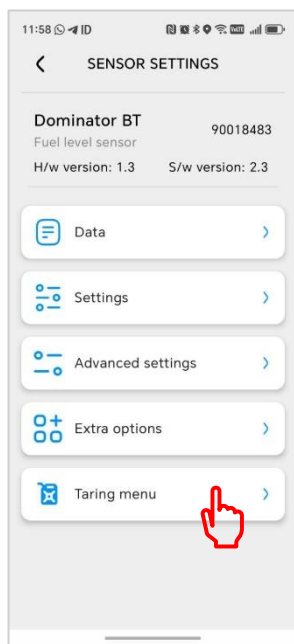 11:58 ID
SENSOR SETTINGS
Dominator BT
90018483
Fuel level sensor
H/w version: 1.3 S/w version: 2.3
Data
Settings
Advanced settings
Extra options
Taring menu